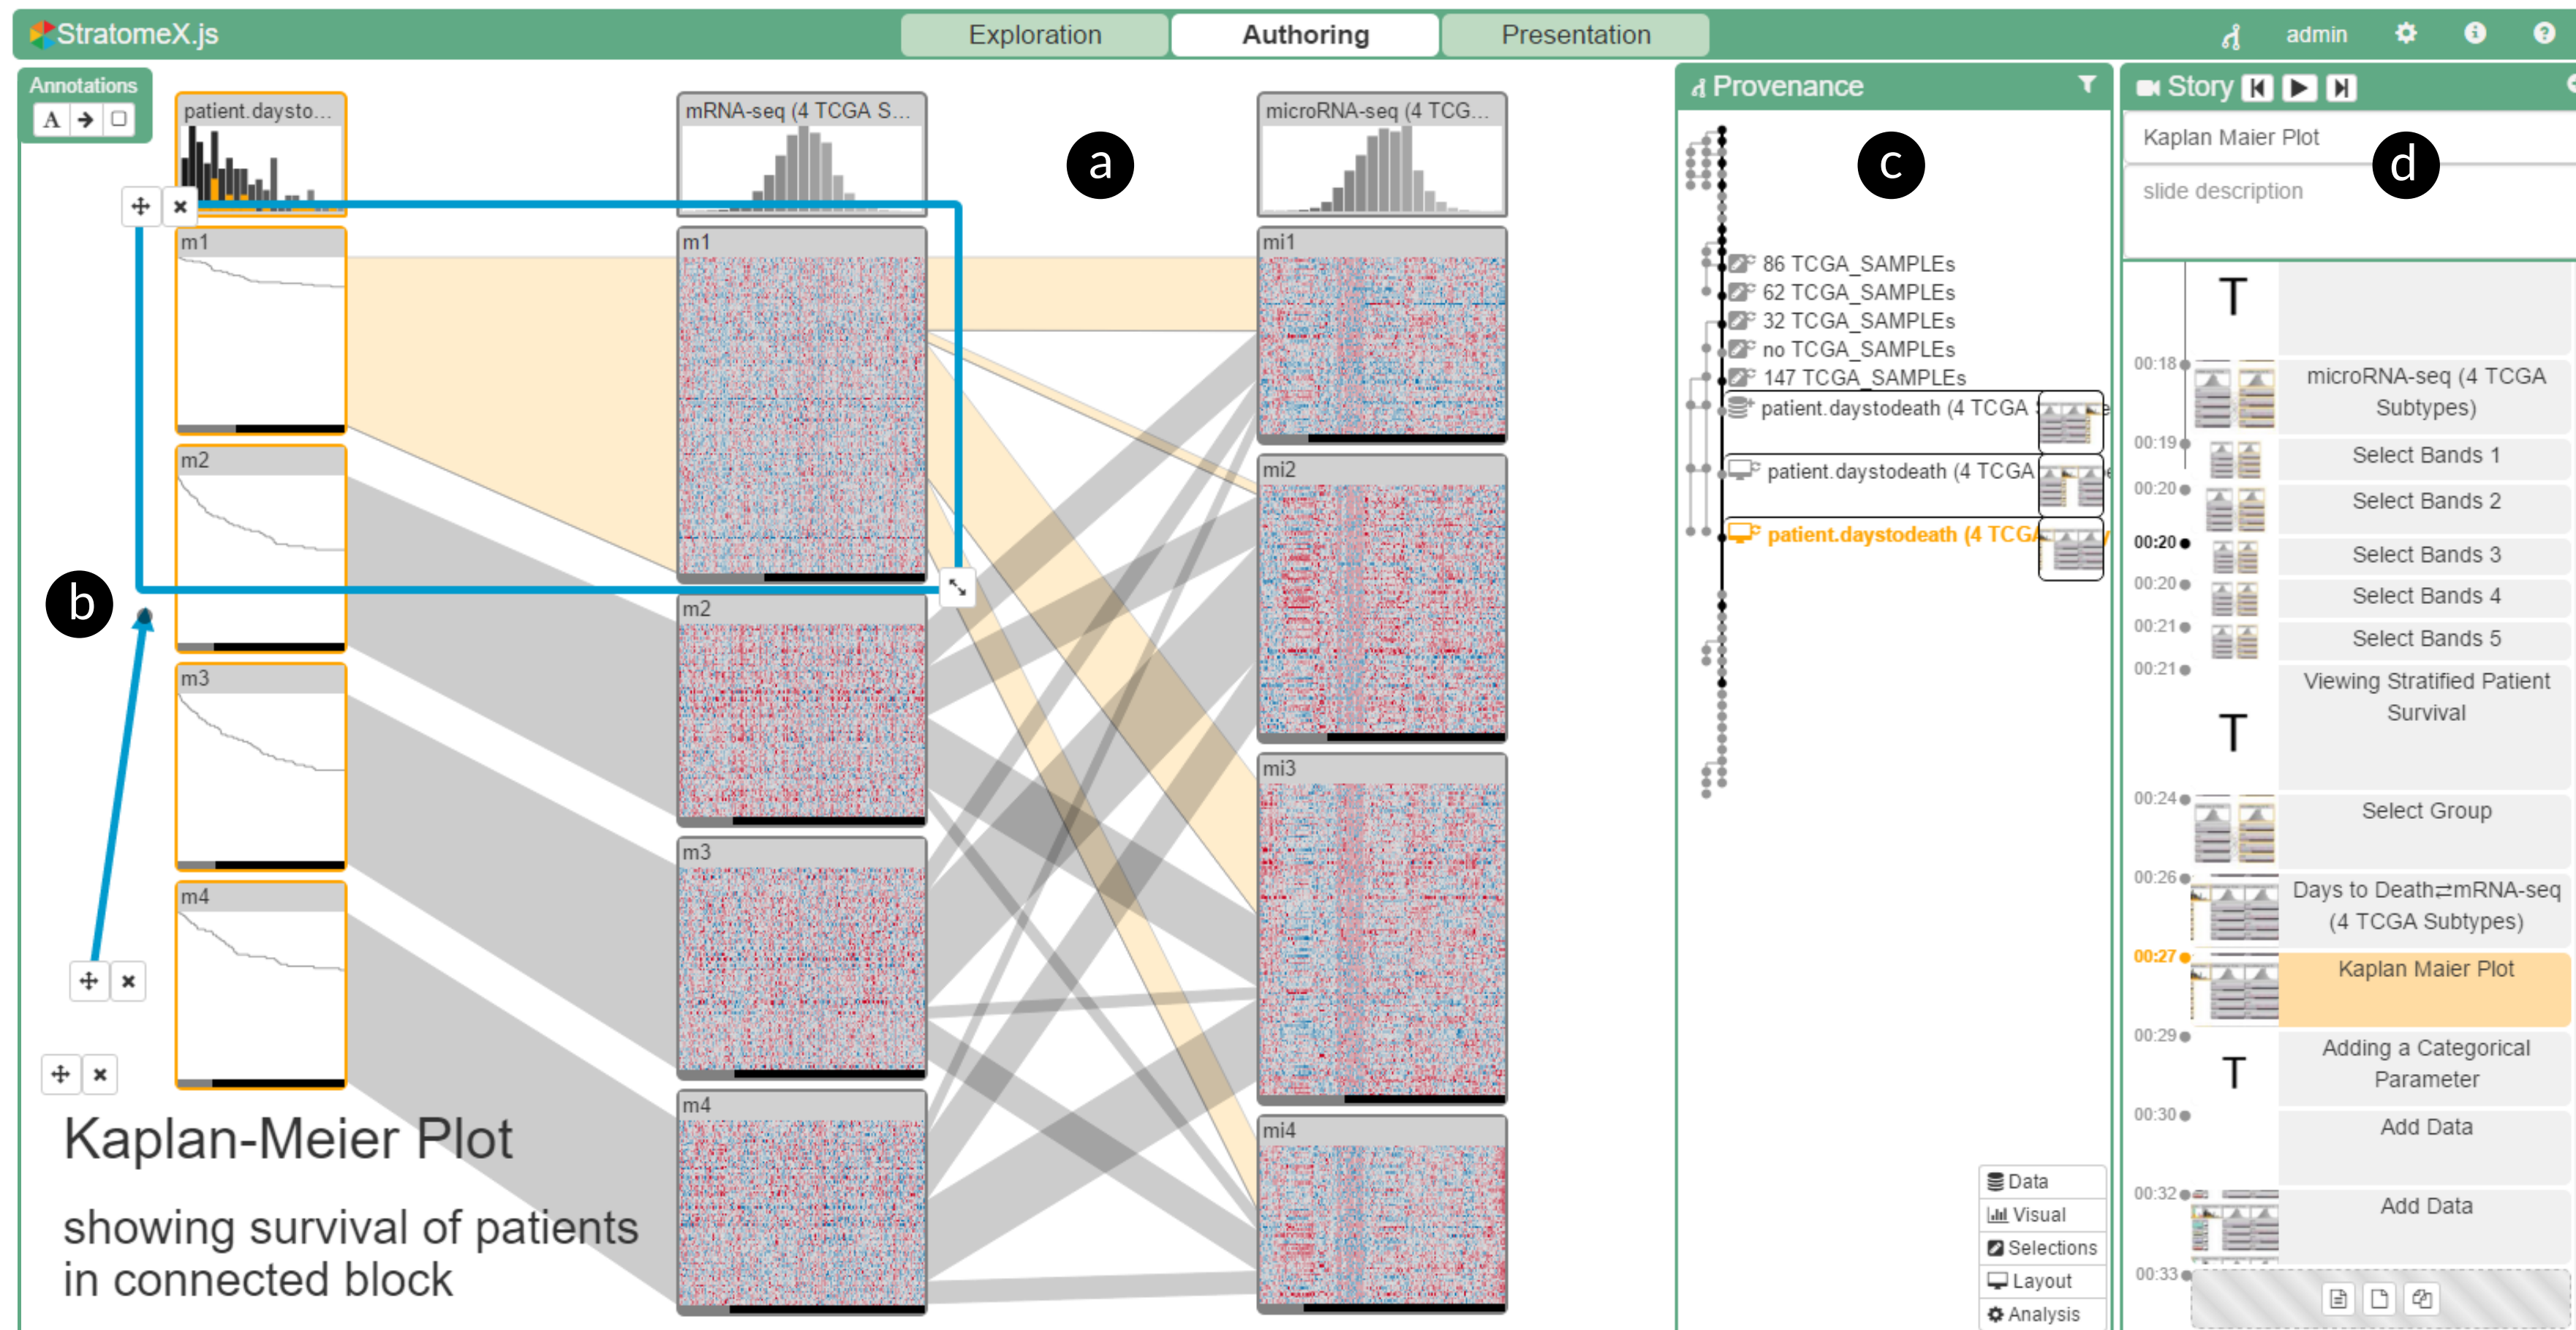 StratomeX.js
Exploration
Authoring
Presentation
admin
Annotations
A
patient.daysto...
mRNA-seq (4 TCGA S...
microRNA-seq (4 TCG...
a
m1
m2
m3
m4
m1
m2
m3
m4
mi1
mi2
mi3
mi4
b
Kaplan-Meier Plot
showing survival of patients
in connected block
Provenance
c
86 TCGA_SAMPLEs
62 TCGA_SAMPLEs
32 TCGA_SAMPLEs
no TCGA_SAMPLEs
147 TCGA_SAMPLEs
patient.daystodeath (4 TCGA
patient.daystodeath (4 TCGA
patient.daystodeath (4 TCGA
Data
Visual
Selections
Layout
Analysis
Story
Kaplan Maier Plot
d
slide description
T
00:18
microRNA-seq (4 TCGA
Subtypes)
00:19
Select Bands 1
00:20
Select Bands 2
00:20
Select Bands 3
00:20
Select Bands 4
00:21
Select Bands 5
00:21
Viewing Stratified Patient
Survival
T
00:24
Select Group
00:26
Days to Death⇄mRNA-seq
(4 TCGA Subtypes)
00:27
Kaplan Maier Plot
00:29
Adding a Categorical
Parameter
T
00:30
Add Data
00:32
Add Data
00:33